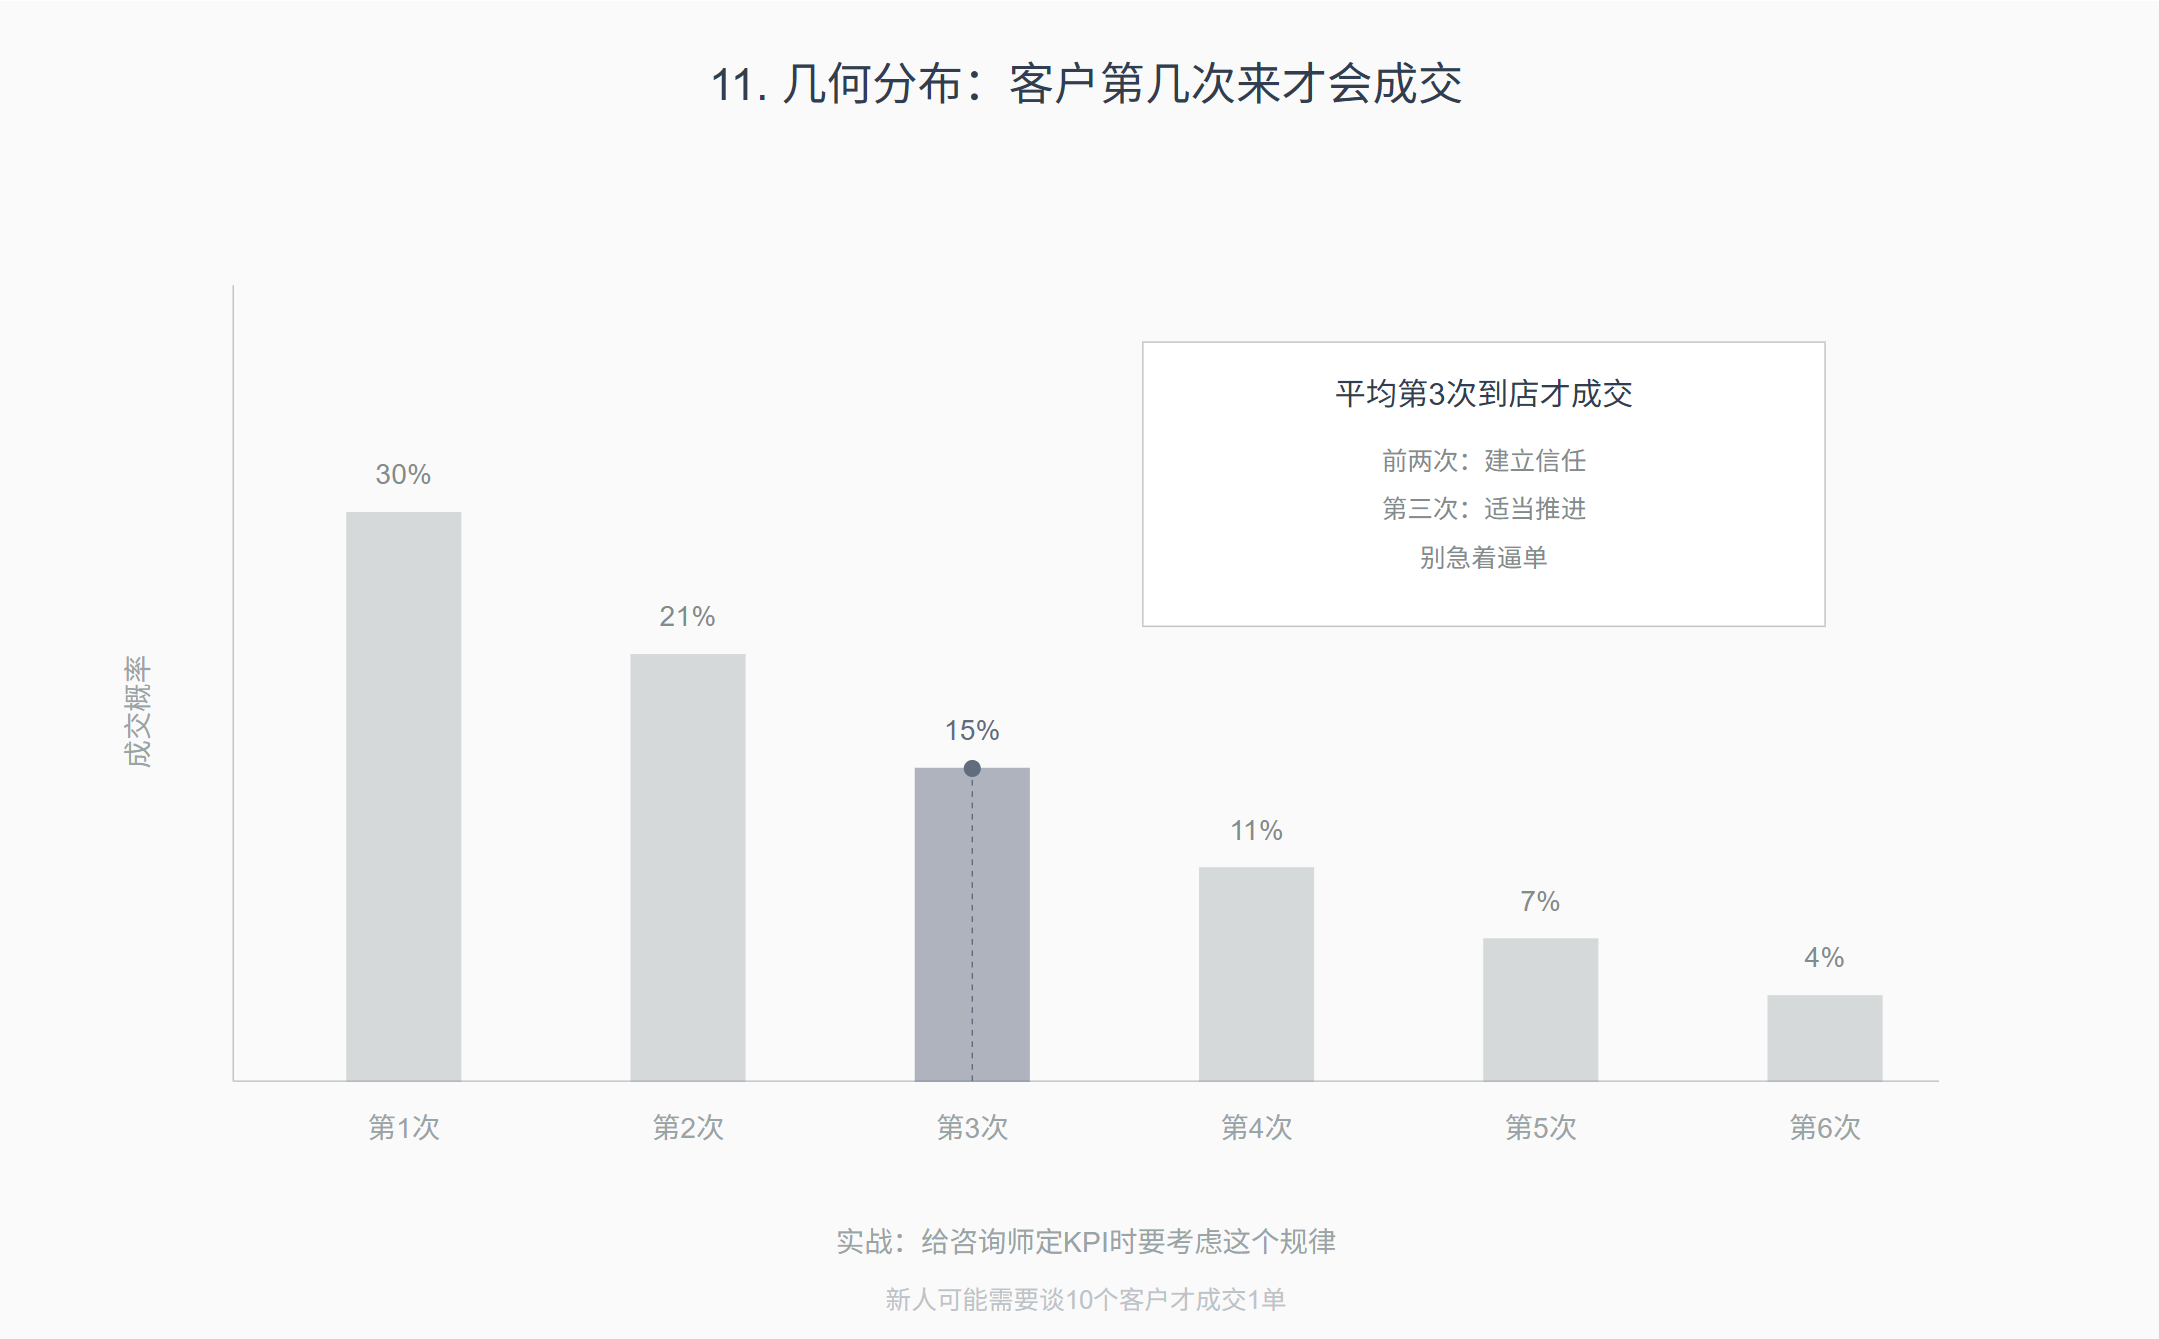 11. 几何分布：客户第几次来才会成交
平均第3次到店才成交
前两次：建立信任
第三次：适当推进
别急着逼单
成交概率
30%
21%
15%
11%
7%
4%
第1次
第2次
第3次
第4次
第5次
第6次
实战：给咨询师定KPI时要考虑这个规律
新人可能需要谈10个客户才成交1单